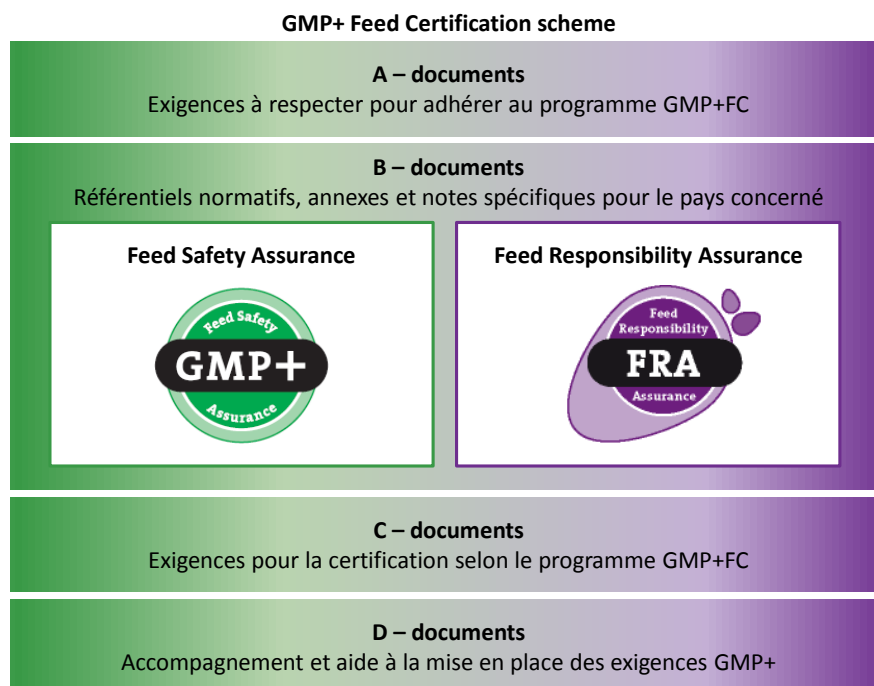 GMP+ Feed Certification scheme
A – documents
Exigences à respecter pour adhérer au programme GMP+FC
B – documents
Référentiels normatifs, annexes et notes spécifiques pour le pays concerné
Feed Safety Assurance
Feed Safety
GMP+
Assurance
Feed Responsibility Assurance
Feed
Responsibility
FRA
Assurance
C – documents
Exigences pour la certification selon le programme GMP+FC
D – documents
Accompagnement et aide à la mise en place des exigences GMP+